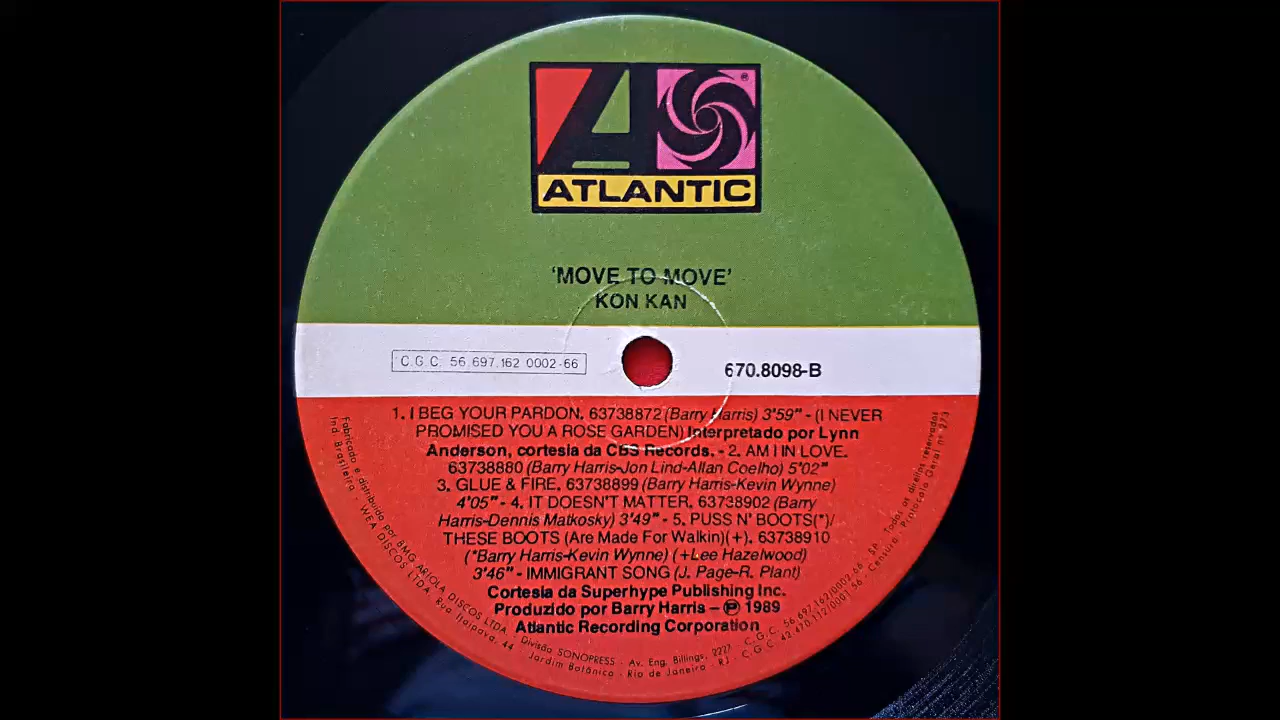 ®
ATLANTIC
'MOVE TO MOVE'
KON KAN
C.G.C. 56.697.162 0002-66
670.8098-B
1. I BEG YOUR PARDON. 63738872 (Barry Harris) 3'59" - (I NEVER
PROMISED YOU A ROSE GARDEN) Interpretado por Lynn
Anderson, cortesia da CBS Records. - 2. AM I IN LOVE.
63738880 (Barry Harris-Jon Lind-Allan Coelho) 5'02"
3. GLUE & FIRE. 63738899 (Barry Harris-Kevin Wynne)
4'05" - 4. IT DOESN'T MATTER. 63738902 (Barry
Harris-Dennis Matkosky) 3'49" - 5. PUSS N' BOOTS(*)/
THESE BOOTS (Are Made For Walkin)(+). 63738910
(*Barry Harris-Kevin Wynne) (+Lee Hazelwood)
3'46" - IMMIGRANT SONG (J. Page-R. Plant)
Cortesia da Superhype Publishing Inc.
Produzido por Barry Harris – ℗ 1989
Atlantic Recording Corporation
Fabricado e distribuído por BMG ARIOLA DISCOS LTDA. - Divisão SONOPRESS - Av. Eng. Billings, 2227 - C.G.C. 56.697.162/0002-66 - SP. Todos os direitos reservados
Ind. Brasileira. - WEA DISCOS LTDA. Rua Itaipava, 44 - Jardim Botânico - Rio de Janeiro - RJ - C.G.C. 42.470.112/0001-56 - Censura - Protocolo Geral nº 273